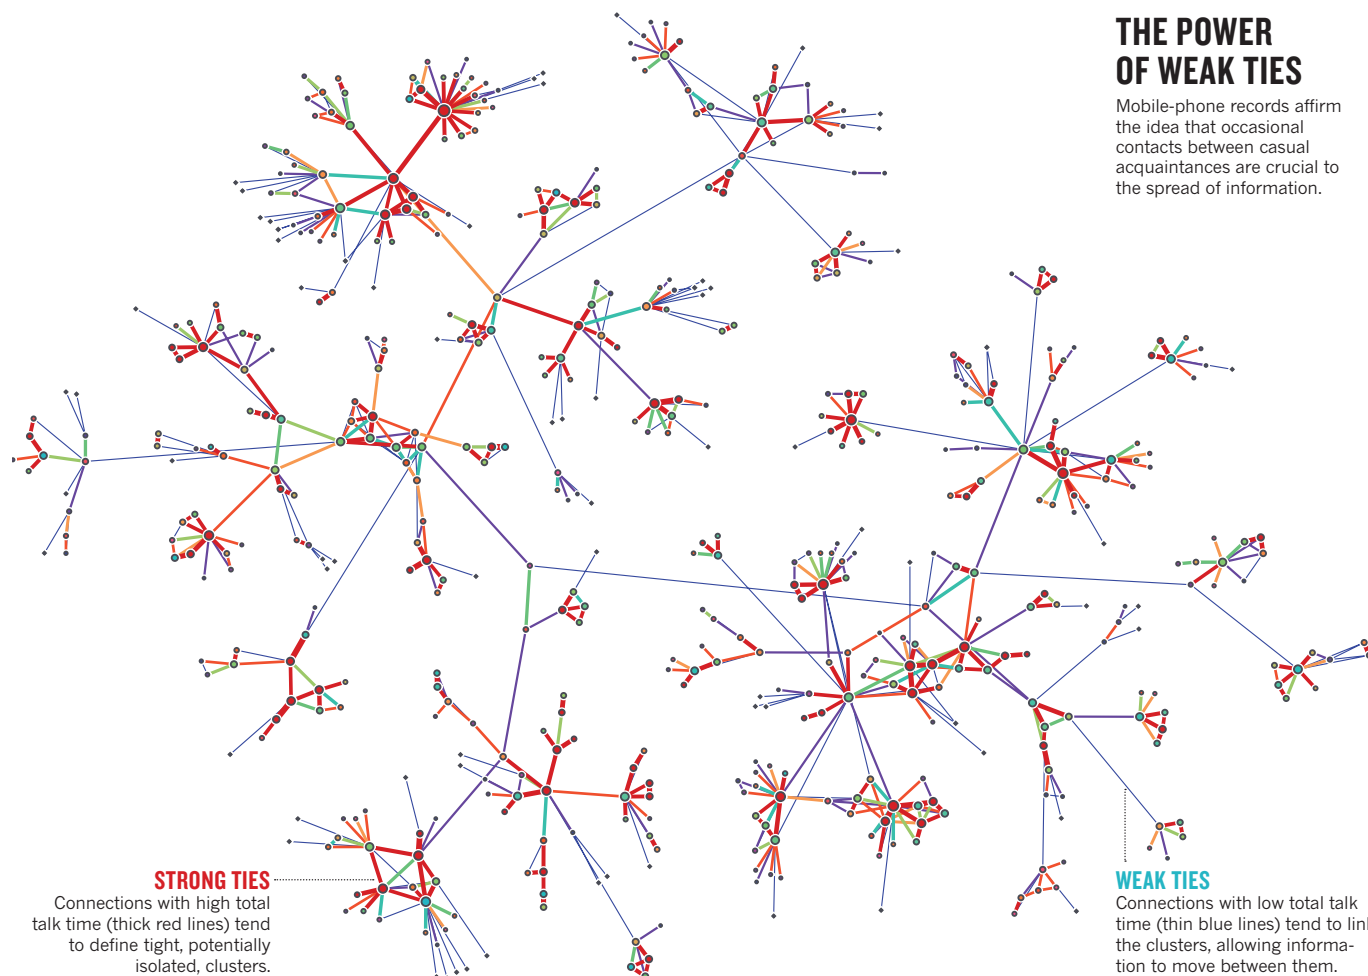 THE POWER
OF WEAK TIES
Mobile-phone records affirm
the idea that occasional
contacts between casual
acquaintances are crucial to
the spread of information.
STRONG TIES
Connections with high total
talk time (thick red lines) tend
to define tight, potentially
isolated, clusters.
WEAK TIES
Connections with low total talk
time (thin blue lines) tend to link
the clusters, allowing informa-
tion to move between them.